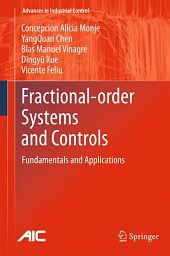 Advances in Industrial Control
Concepción Alicia Monje
YangQuan Chen
Blas Manuel Vinagre
Dingyü Xue
Vicente Feliu
Fractional-order
Systems
and Controls
Fundamentals and Applications
AIC
Springer